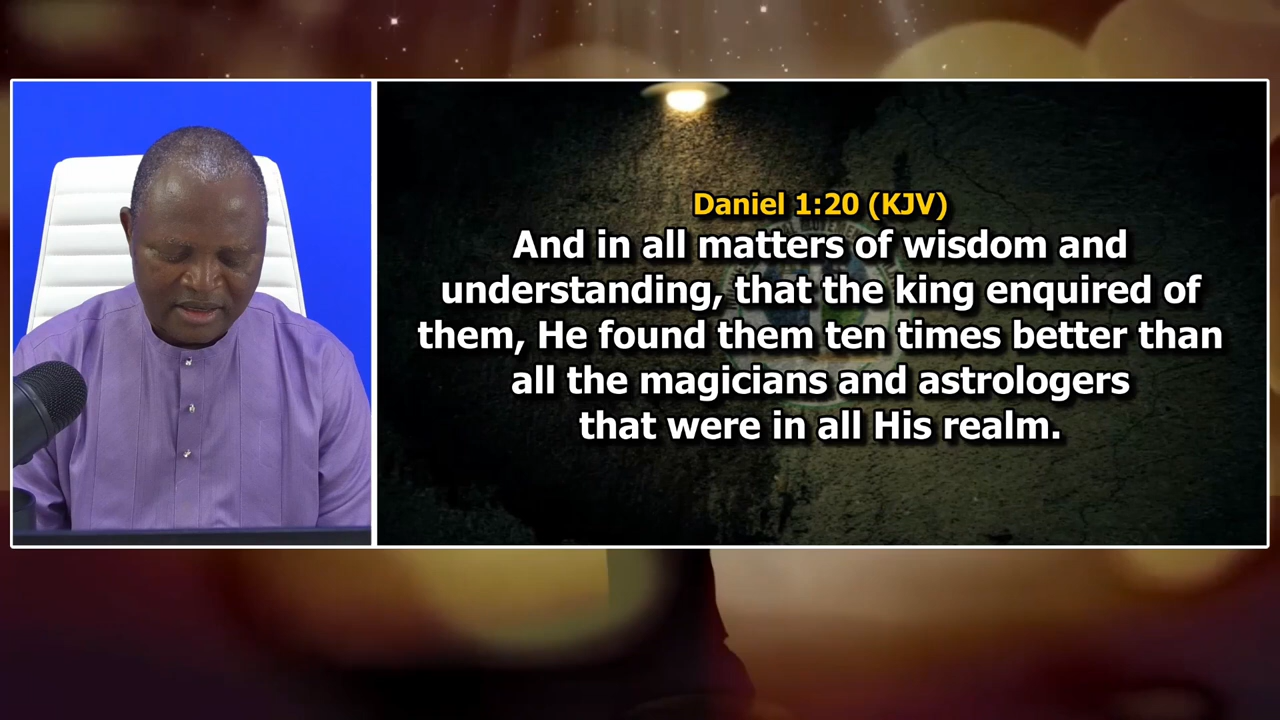 Daniel 1:20 (KJV)
And in all matters of wisdom and
understanding, that the king enquired of
them, He found them ten times better than
all the magicians and astrologers
that were in all His realm.